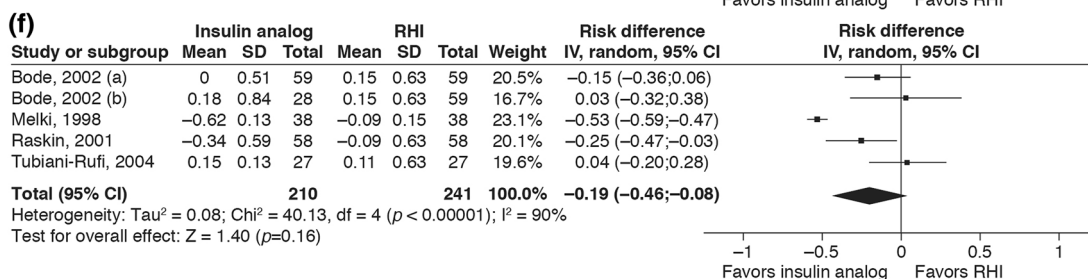 Favors insulin analog Favors RHI
(f)
Insulin analog RHI Risk difference Risk difference
Study or subgroup Mean SD Total Mean SD Total Weight IV, random, 95% CI IV, random, 95% CI
Bode, 2002 (a) 0 0.51 59 0.15 0.63 59 20.5% −0.15 (−0.36;0.06)
Bode, 2002 (b) 0.18 0.84 28 0.15 0.63 59 16.7% 0.03 (−0.32;0.38)
Melki, 1998 −0.62 0.13 38 −0.09 0.15 38 23.1% −0.53 (−0.59;−0.47)
Raskin, 2001 −0.34 0.59 58 −0.09 0.63 58 20.1% −0.25 (−0.47;−0.03)
Tubiani-Rufi, 2004 0.15 0.13 27 0.11 0.63 27 19.6% 0.04 (−0.20;0.28)
Total (95% CI) 210 241 100.0% −0.19 (−0.46;−0.08)
Heterogeneity: Tau² = 0.08; Chi² = 40.13, df = 4 (p < 0.00001); I² = 90%
Test for overall effect: Z = 1.40 (p=0.16)
−1 −0.5 0 0.5 1
Favors insulin analog Favors RHI